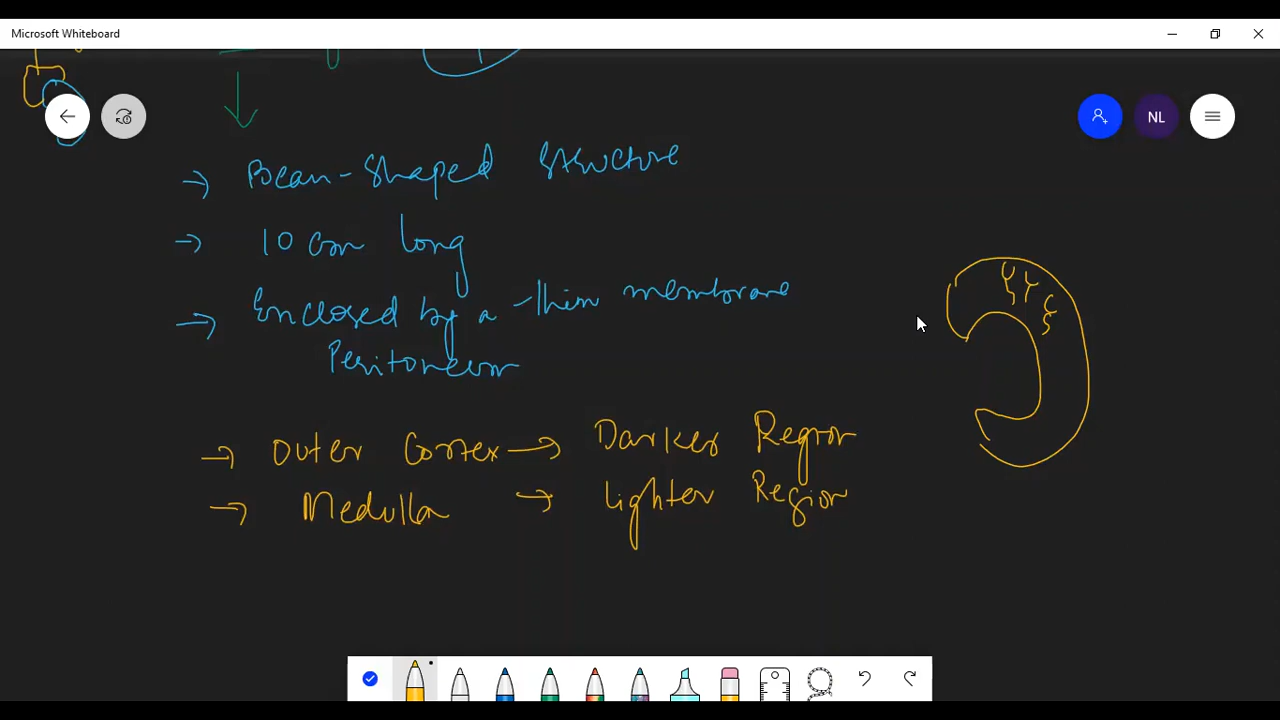 Microsoft Whiteboard
NL
→ Bean-Shaped Structure
→ 10 cm long
→ Enclosed by a thin membrane
Peritoneum
→ Outer Cortex → Darker Region
→ Medulla → Lighter Region